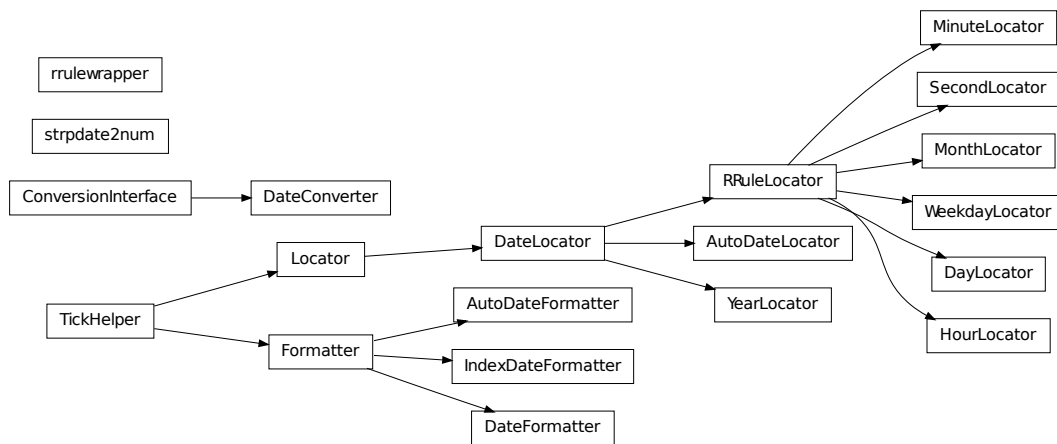 MinuteLocator
rrulewrapper
SecondLocator
strpdate2num
MonthLocator
RRuleLocator
ConversionInterface
DateConverter
WeekdayLocator
DateLocator
AutoDateLocator
Locator
DayLocator
AutoDateFormatter
YearLocator
TickHelper
HourLocator
Formatter
IndexDateFormatter
DateFormatter